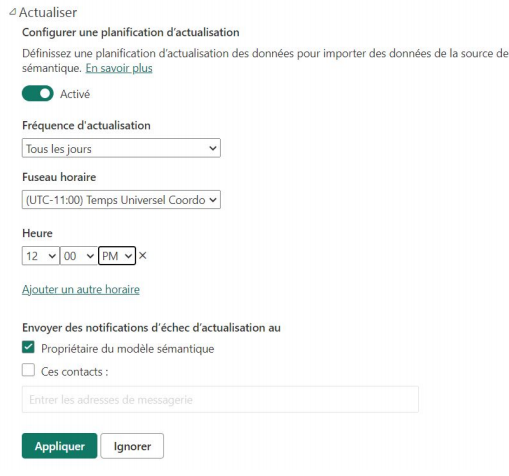 Actualiser
Configurer une planification d'actualisation
Définissez une planification d'actualisation des données pour importer des données de la source de
sémantique. En savoir plus
Activé
Fréquence d'actualisation
Tous les jours
Fuseau horaire
(UTC-11:00) Temps Universel Coordo
Heure
12 00 PM ×
Ajouter un autre horaire
Envoyer des notifications d'échec d'actualisation au
Propriétaire du modèle sémantique
Ces contacts :
Entrer les adresses de messagerie
Appliquer Ignorer